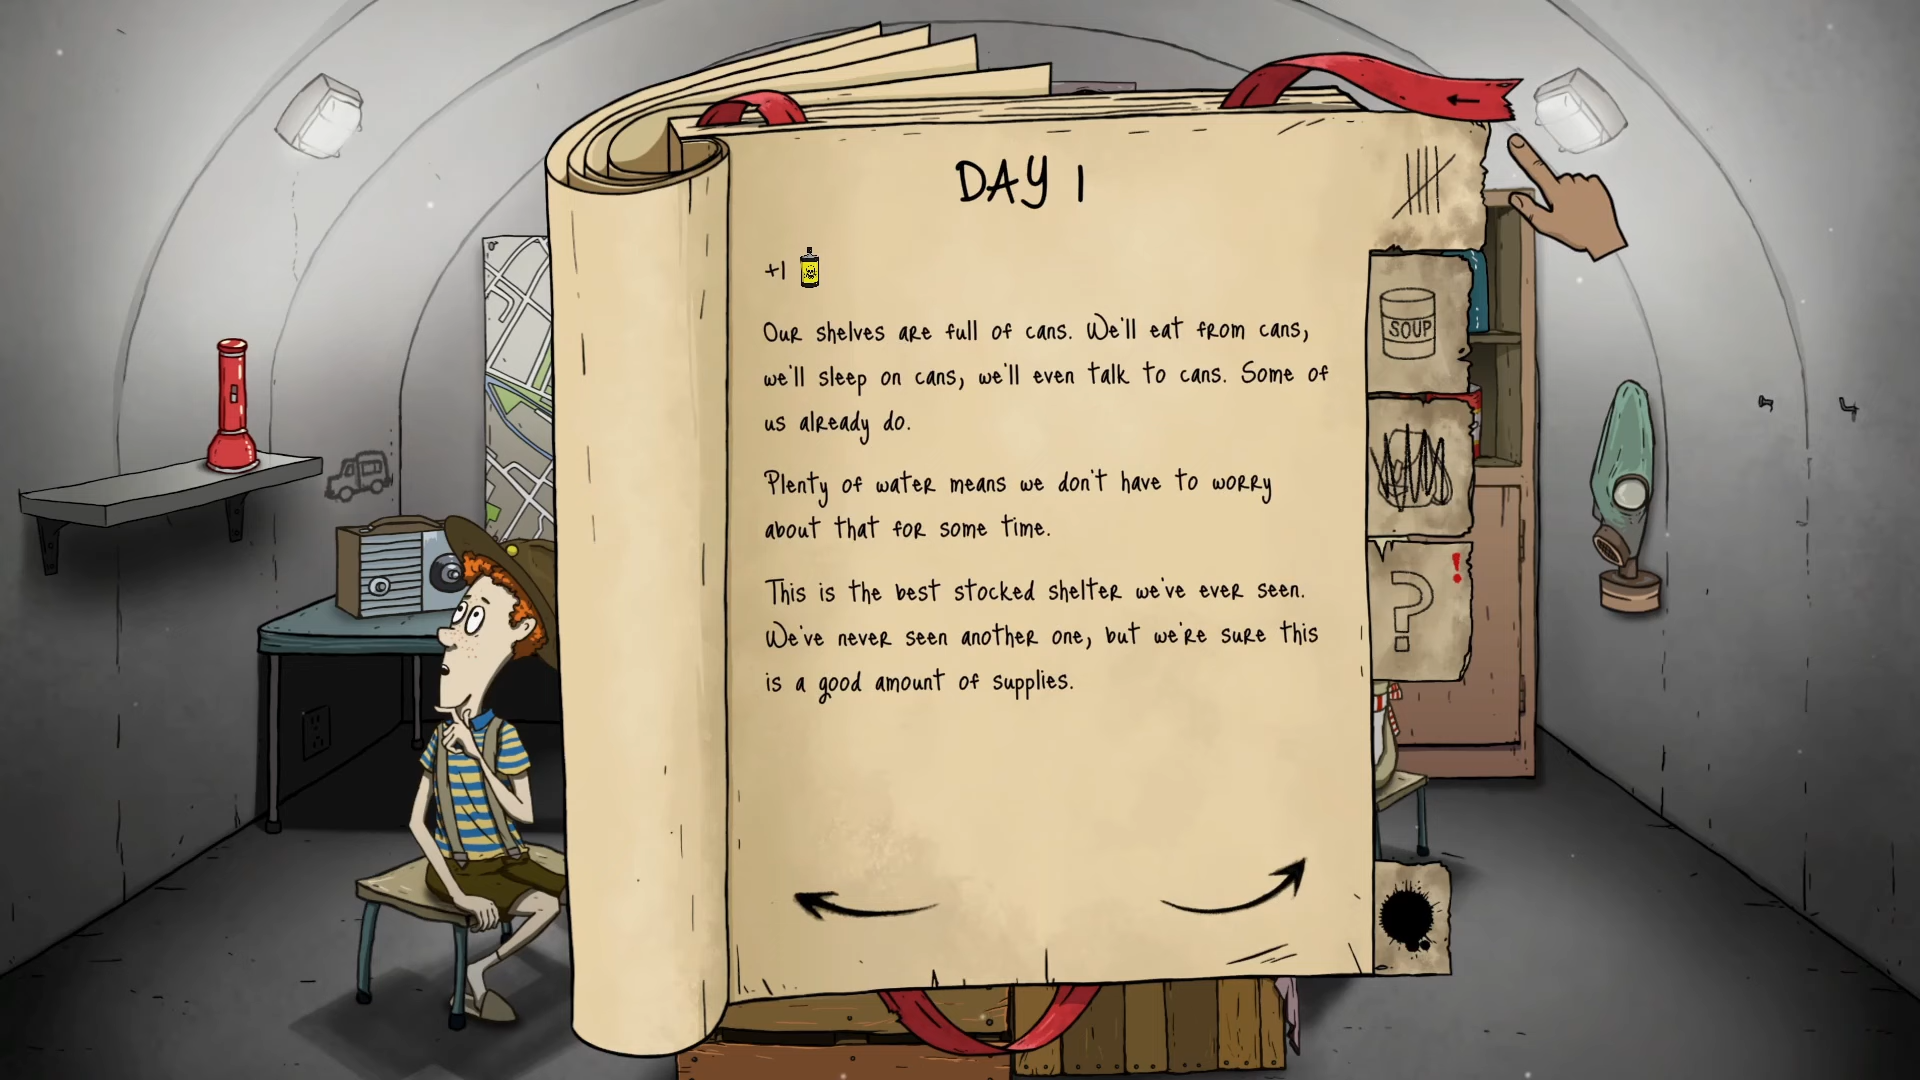 DAY 1
+1
Our shelves are full of cans. We'll eat from cans,
we'll sleep on cans, we'll even talk to cans. Some of
us already do.
Plenty of water means we don't have to worry
about that for some time.
This is the best stocked shelter we've ever seen.
We've never seen another one, but we're sure this
is a good amount of supplies.
SOUP
?
!